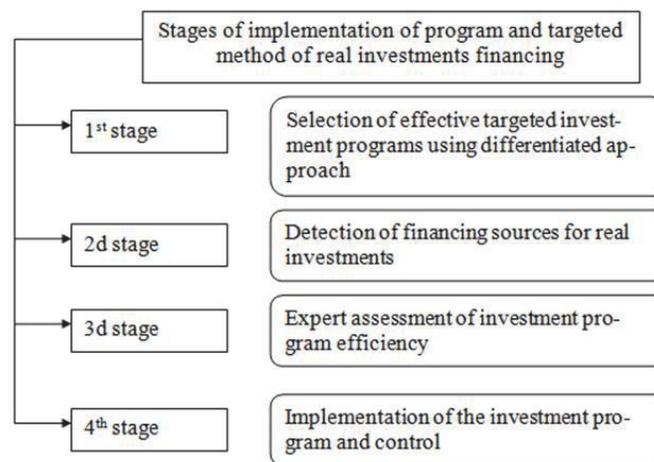 Stages of implementation of program and targeted
method of real investments financing
1st stage
Selection of effective targeted invest-
ment programs using differentiated ap-
proach
2d stage
Detection of financing sources for real
investments
3d stage
Expert assessment of investment pro-
gram efficiency
4th stage
Implementation of the investment pro-
gram and control